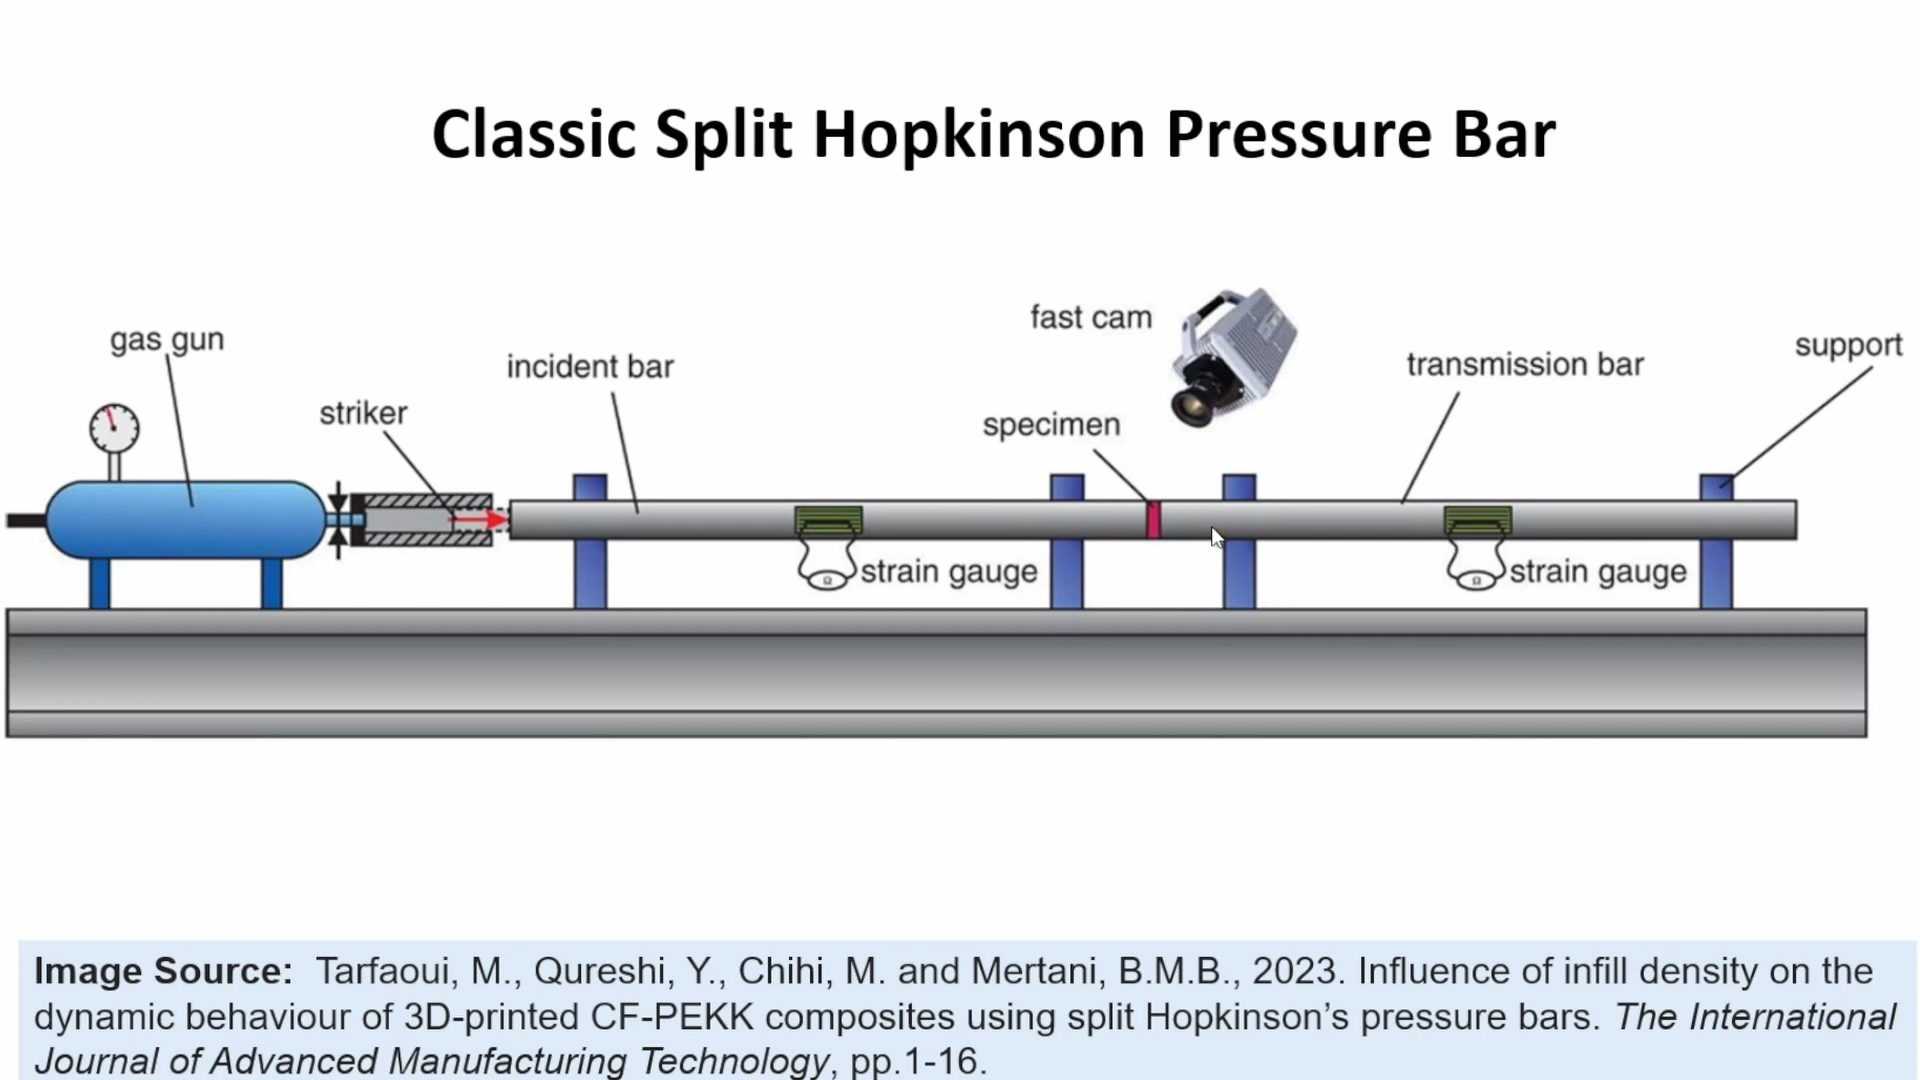 Classic Split Hopkinson Pressure Bar
fast cam
gas gun
support
incident bar
transmission bar
striker
specimen
strain gauge
strain gauge
Ω
Ω
Image Source: Tarfaoui, M., Qureshi, Y., Chihi, M. and Mertani, B.M.B., 2023. Influence of infill density on the
dynamic behaviour of 3D-printed CF-PEKK composites using split Hopkinson’s pressure bars. The International
Journal of Advanced Manufacturing Technology, pp.1-16.